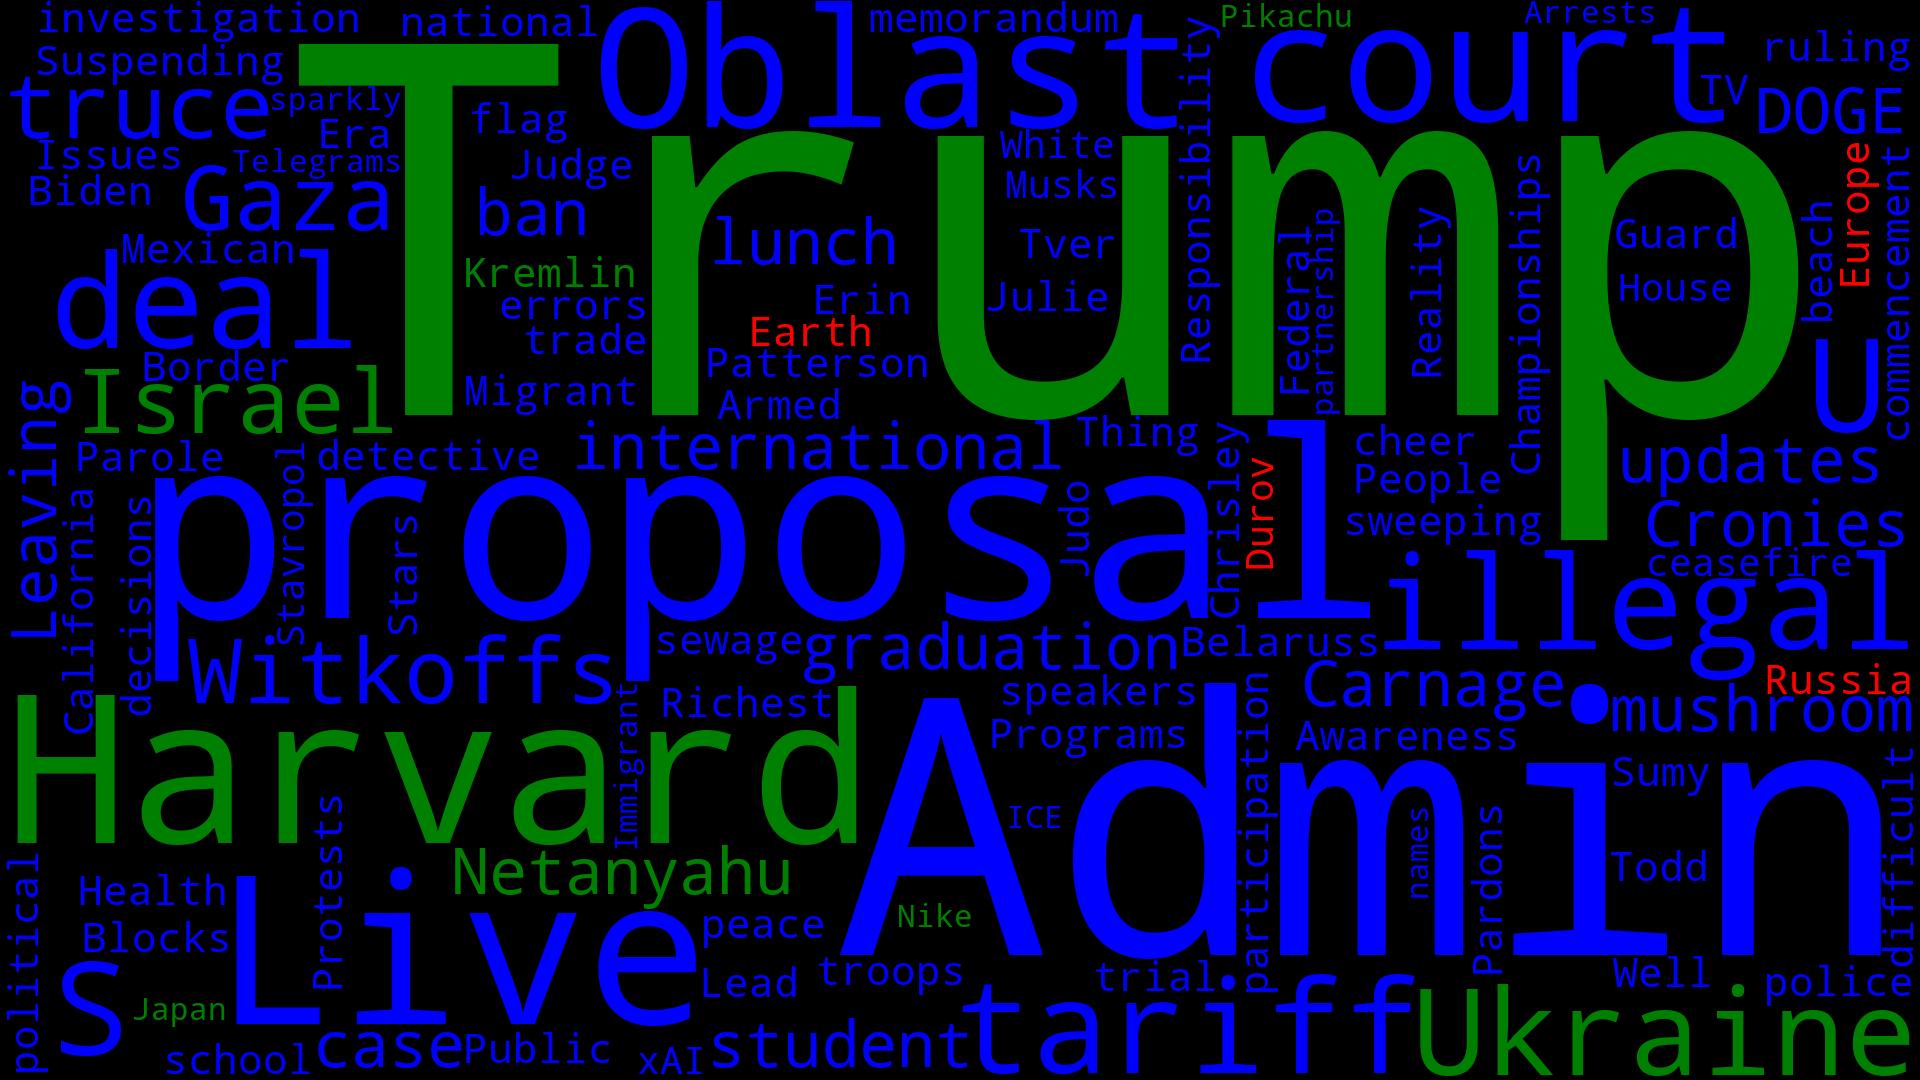 investigation
national
Oblast
memorandum
Pikachu
court
Arrests
ruling
Suspending
Trump
truce
sparkly
flag
Responsibility
TV
DOGE
Era
Issues
Telegrams
Judge
White
Europe
commencement
Biden
Gaza
ban
Musks
Championships
beach
Mexican
lunch
Tver
Federal
partnership
Reality
Guard
deal
Kremlin
errors
Erin
Julie
House
trade
Earth
Border
Patterson
U
Israel
Migrant
Armed
Leaving
Parole
Stavropol
detective
international
Thing
Chrisley
Durov
cheer
People
updates
California
decisions
proposal
Stars
Judo
sweeping
Cronies
ceasefire
illegal
Witkoffs
sewage
graduation
Belaruss
Carnage
Russia
mushroom
Harvard
Immigrant
Richest
speakers
Programs
participation
Awareness
Admin
Sumy
difficult
Protests
ICE
names
Pardons
political
Health
Netanyahu
Todd
Blocks
Live
peace
Nike
S
Japan
Lead
troops
trial
Well
police
school
case
Public
xAI
student
tariff
Ukraine